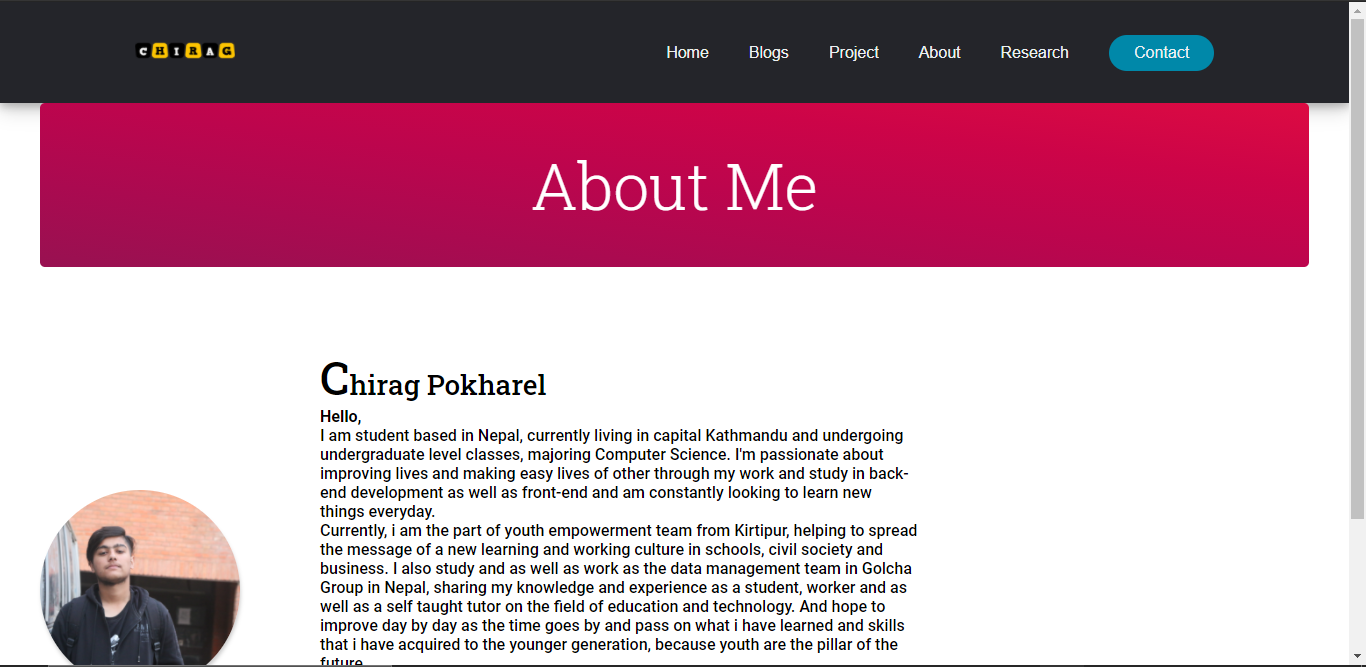 CHIRAG
Home
Blogs
Project
About
Research
Contact
About Me
Chirag Pokharel
Hello,
I am student based in Nepal, currently living in capital Kathmandu and undergoing
undergraduate level classes, majoring Computer Science. I'm passionate about
improving lives and making easy lives of other through my work and study in back-
end development as well as front-end and am constantly looking to learn new
things everyday.
Currently, i am the part of youth empowerment team from Kirtipur, helping to spread
the message of a new learning and working culture in schools, civil society and
business. I also study and as well as work as the data management team in Golcha
Group in Nepal, sharing my knowledge and experience as a student, worker and as
well as a self taught tutor on the field of education and technology. And hope to
improve day by day as the time goes by and pass on what i have learned and skills
that i have acquired to the younger generation, because youth are the pillar of the
future